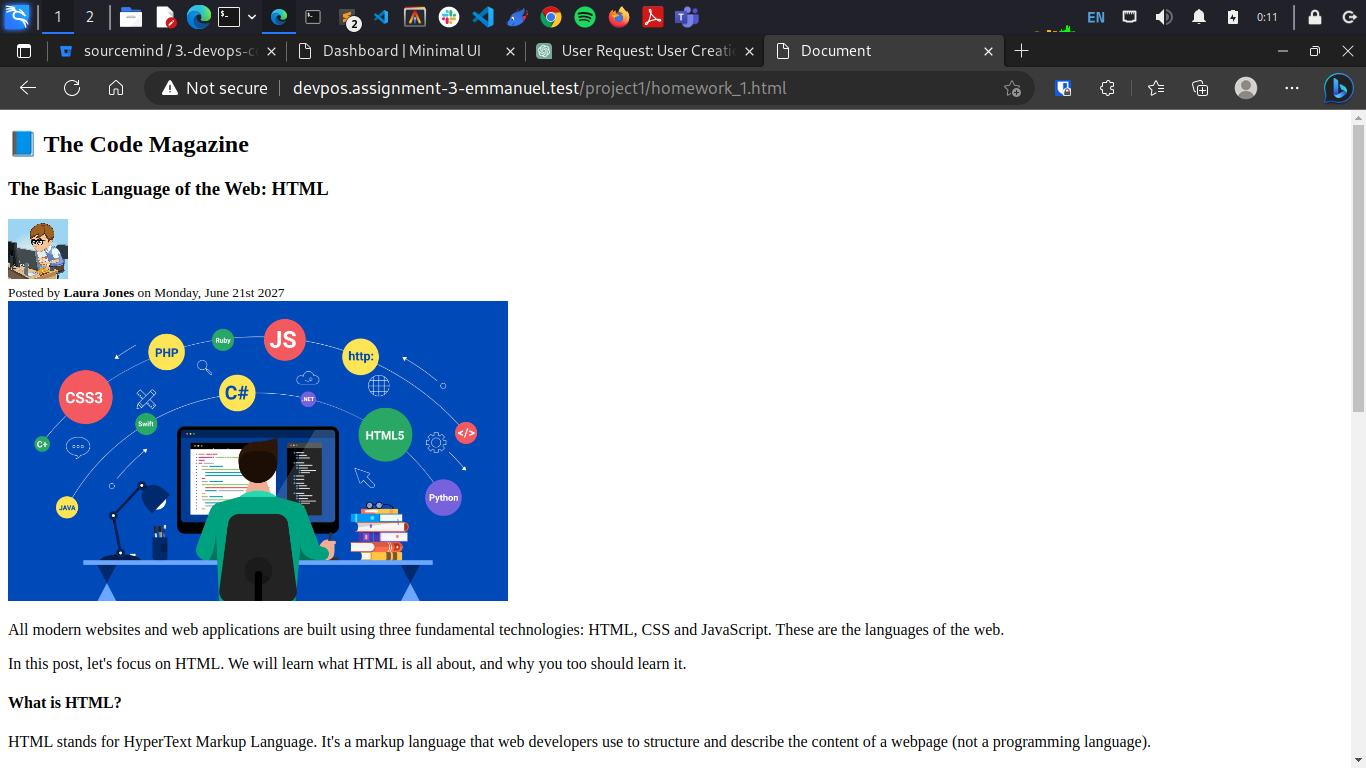 1
2
2
EN
0:11
sourcemind / 3.-devops-co
Dashboard | Minimal UI
User Request: User Creatio
Document
Not secure
devpos.assignment-3-emmanuel.test/project1/homework_1.html
📘 The Code Magazine
The Basic Language of the Web: HTML
Posted by Laura Jones on Monday, June 21st 2027
Ruby
JS
PHP
http:
CSS3
C#
.NET
Swift
</>
HTML5
C+
Python
JAVA
All modern websites and web applications are built using three fundamental technologies: HTML, CSS and JavaScript. These are the languages of the web.
In this post, let's focus on HTML. We will learn what HTML is all about, and why you too should learn it.
What is HTML?
HTML stands for HyperText Markup Language. It's a markup language that web developers use to structure and describe the content of a webpage (not a programming language).